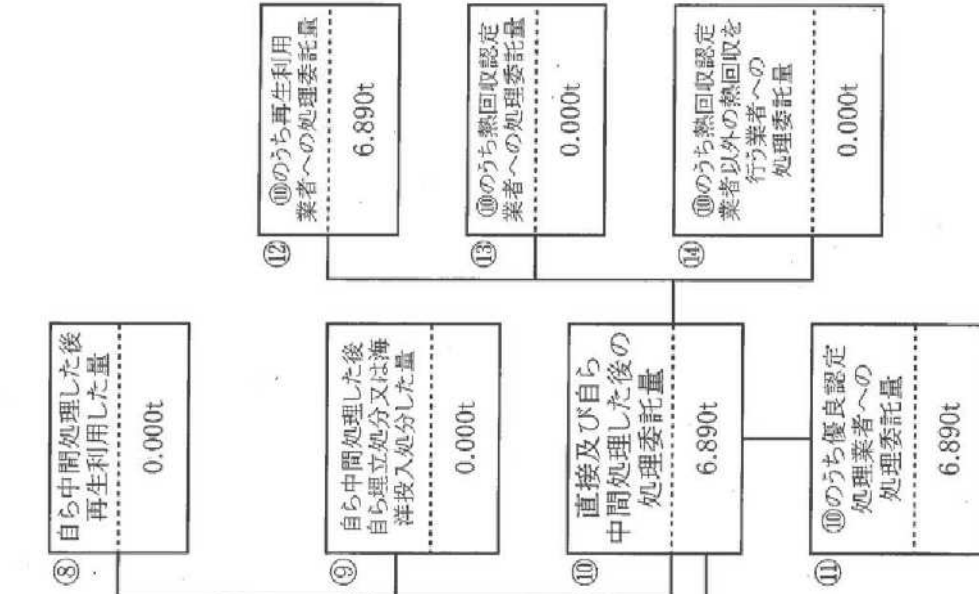 ⑧
自ら中間処理した後
再生利用した量
0.000t
⑨
自ら中間処理した後
自ら埋立処分又は海
洋投入処分した量
0.000t
⑩
直接及び自ら
中間処理した後の
処理委託量
6.890t
⑪
⑩のうち優良認定
処理業者への
処理委託量
6.890t
⑫
⑩のうち再生利用
業者への処理委託量
6.890t
⑬
⑩のうち熱回収認定
業者への処理委託量
0.000t
⑭
⑩のうち熱回収認定
業者以外の熱回収を
行う業者への
処理委託量
0.000t